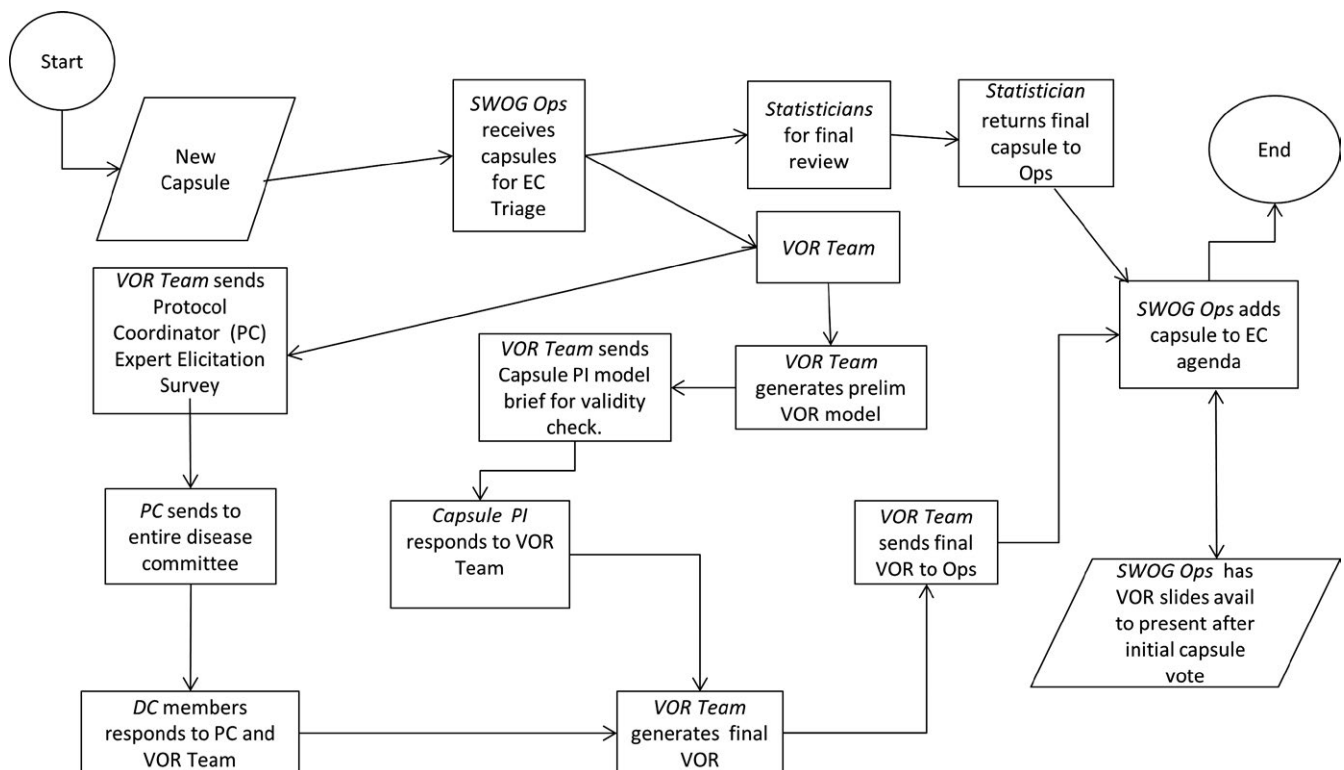 Start
New
Capsule
SWOG Ops
receives
capsules
for EC
Triage
Statisticians
for final
review
Statistician
returns final
capsule to
Ops
End
VOR Team
VOR Team sends
Protocol
Coordinator (PC)
Expert Elicitation
Survey
VOR Team sends
Capsule PI model
brief for validity
check.
VOR Team
generates prelim
VOR model
SWOG Ops adds
capsule to EC
agenda
PC sends to
entire disease
committee
Capsule PI
responds to VOR
Team
VOR Team
sends final
VOR to Ops
SWOG Ops has
VOR slides avail
to present after
initial capsule
vote
DC members
responds to PC and
VOR Team
VOR Team
generates final
VOR